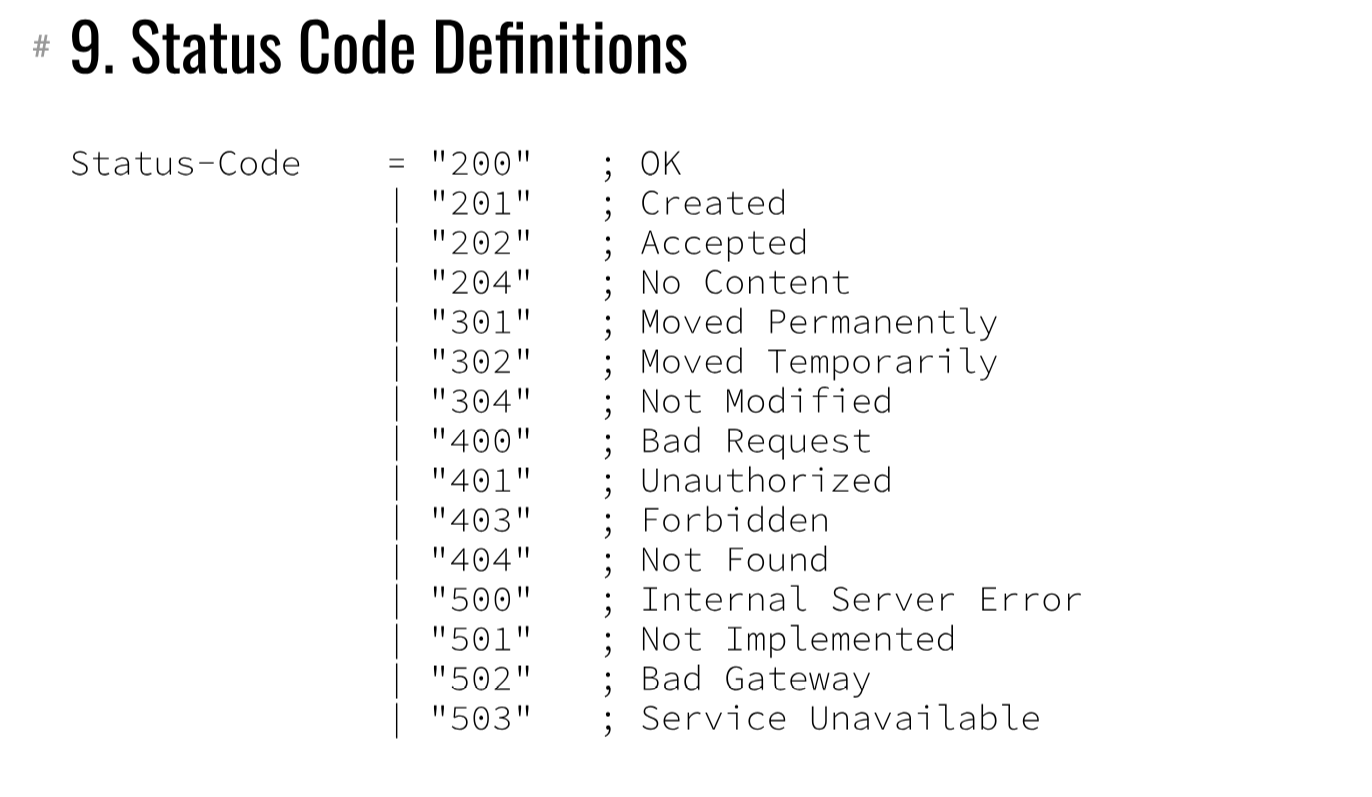 # 9. Status Code Definitions
Status-Code = "200" ; OK
| "201" ; Created
| "202" ; Accepted
| "204" ; No Content
| "301" ; Moved Permanently
| "302" ; Moved Temporarily
| "304" ; Not Modified
| "400" ; Bad Request
| "401" ; Unauthorized
| "403" ; Forbidden
| "404" ; Not Found
| "500" ; Internal Server Error
| "501" ; Not Implemented
| "502" ; Bad Gateway
| "503" ; Service Unavailable